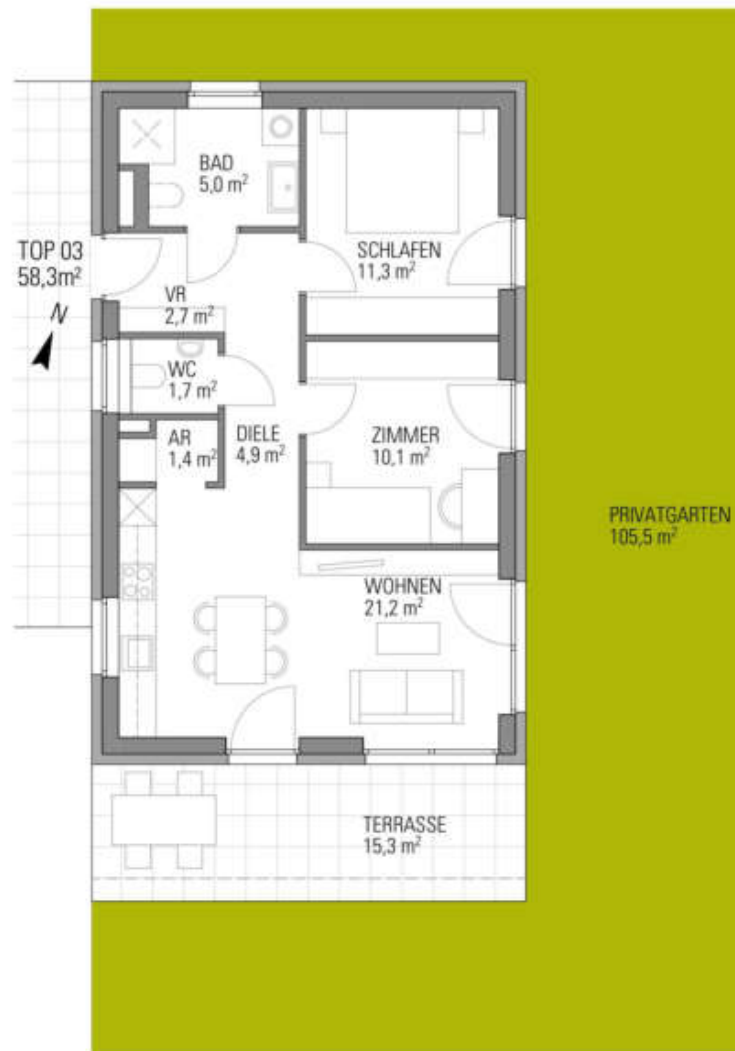 BAD
5,0 m²
TOP 03
58,3m²
N
SCHLAFEN
11,3 m²
VR
2,7 m²
WC
1,7 m²
AR
1,4 m²
DIELE
4,9 m²
ZIMMER
10,1 m²
PRIVATGARTEN
105,5 m²
WOHNEN
21,2 m²
TERRASSE
15,3 m²